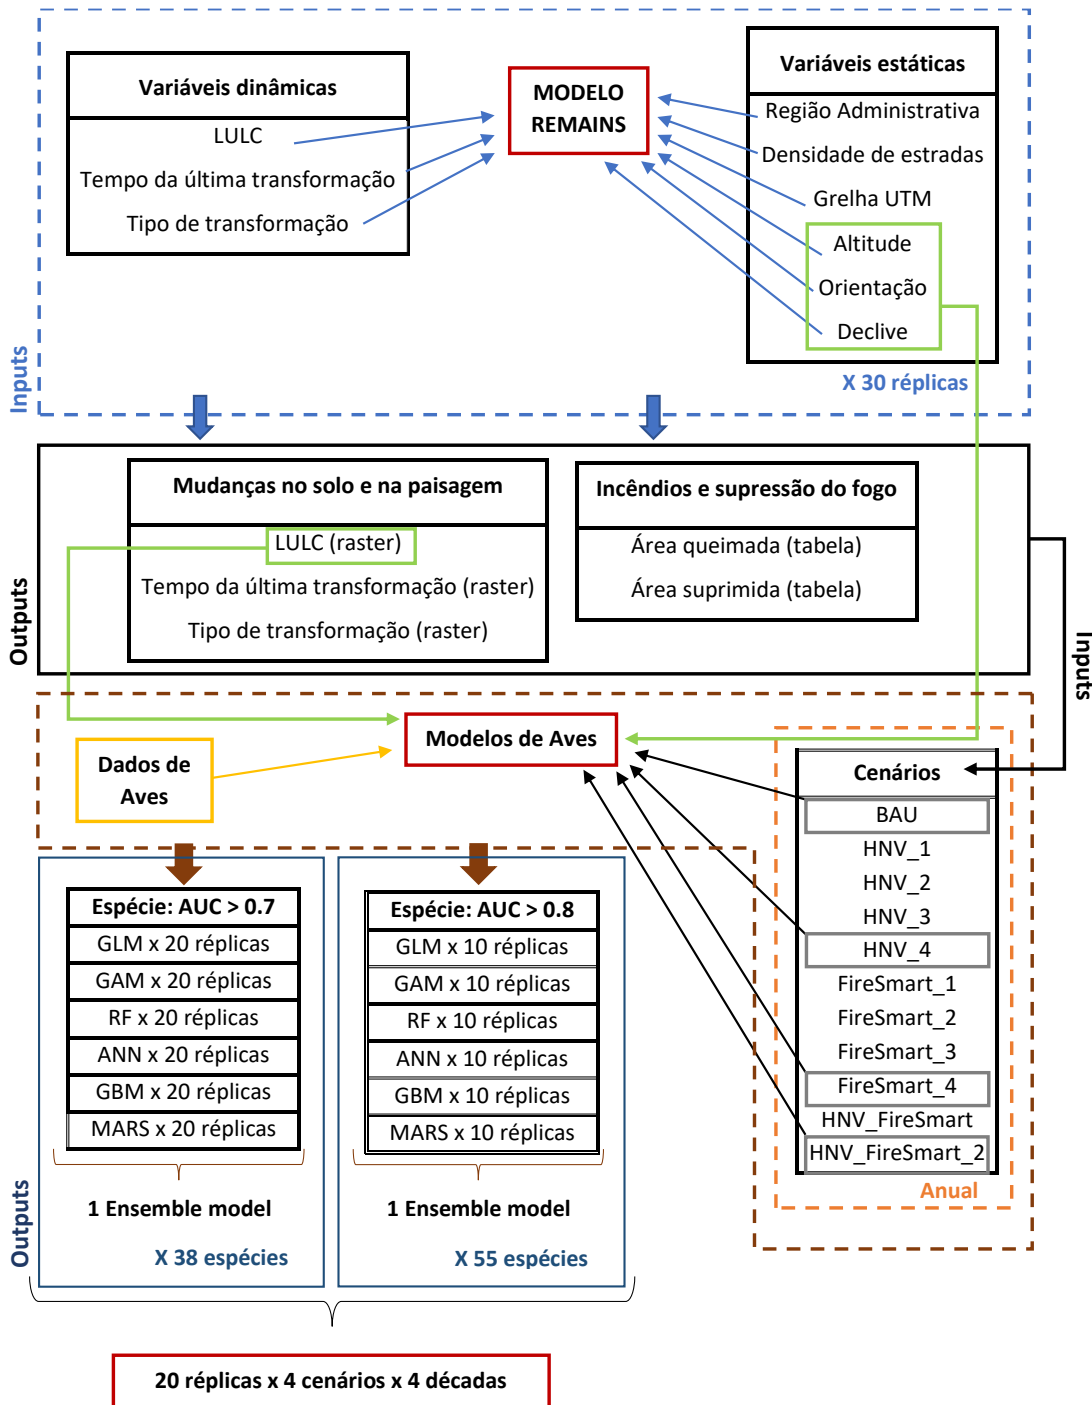 Variáveis dinâmicas
LULC
Tempo da última transformação
Tipo de transformação
MODELO
REMAINS
Variáveis estáticas
Região Administrativa
Densidade de estradas
Grelha UTM
Altitude
Orientação
Declive
X 30 réplicas
Inputs
Outputs
Mudanças no solo e na paisagem
LULC (raster)
Tempo da última transformação (raster)
Tipo de transformação (raster)
Incêndios e supressão do fogo
Área queimada (tabela)
Área suprimida (tabela)
Inputs
Dados de
Aves
Modelos de Aves
Cenários
BAU
HNV_1
HNV_2
HNV_3
HNV_4
FireSmart_1
FireSmart_2
FireSmart_3
FireSmart_4
HNV_FireSmart
HNV_FireSmart_2
Anual
Outputs
Espécie: AUC > 0.7
GLM x 20 réplicas
GAM x 20 réplicas
RF x 20 réplicas
ANN x 20 réplicas
GBM x 20 réplicas
MARS x 20 réplicas
1 Ensemble model
X 38 espécies
Espécie: AUC > 0.8
GLM x 10 réplicas
GAM x 10 réplicas
RF x 10 réplicas
ANN x 10 réplicas
GBM x 10 réplicas
MARS x 10 réplicas
1 Ensemble model
X 55 espécies
20 réplicas x 4 cenários x 4 décadas